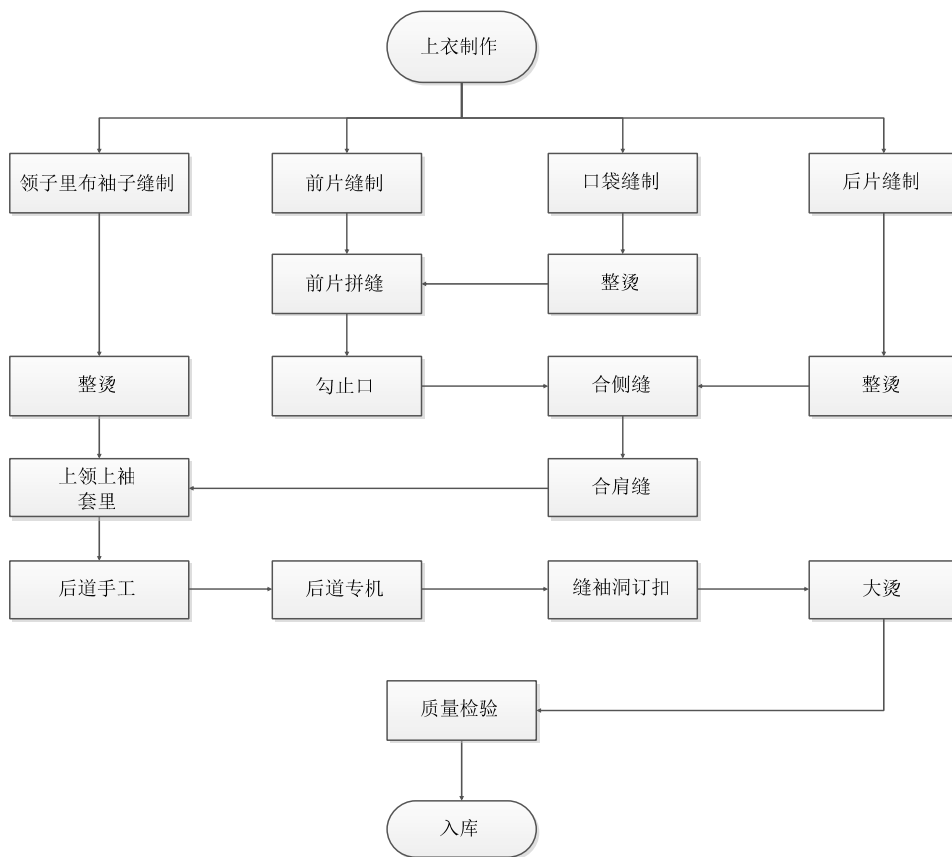 上衣制作
领子里布袖子缝制
前片缝制
口袋缝制
后片缝制
前片拼缝
整烫
整烫
勾止口
合侧缝
整烫
上领上袖
套里
合肩缝
后道手工
后道专机
缝袖洞订扣
大烫
质量检验
入库